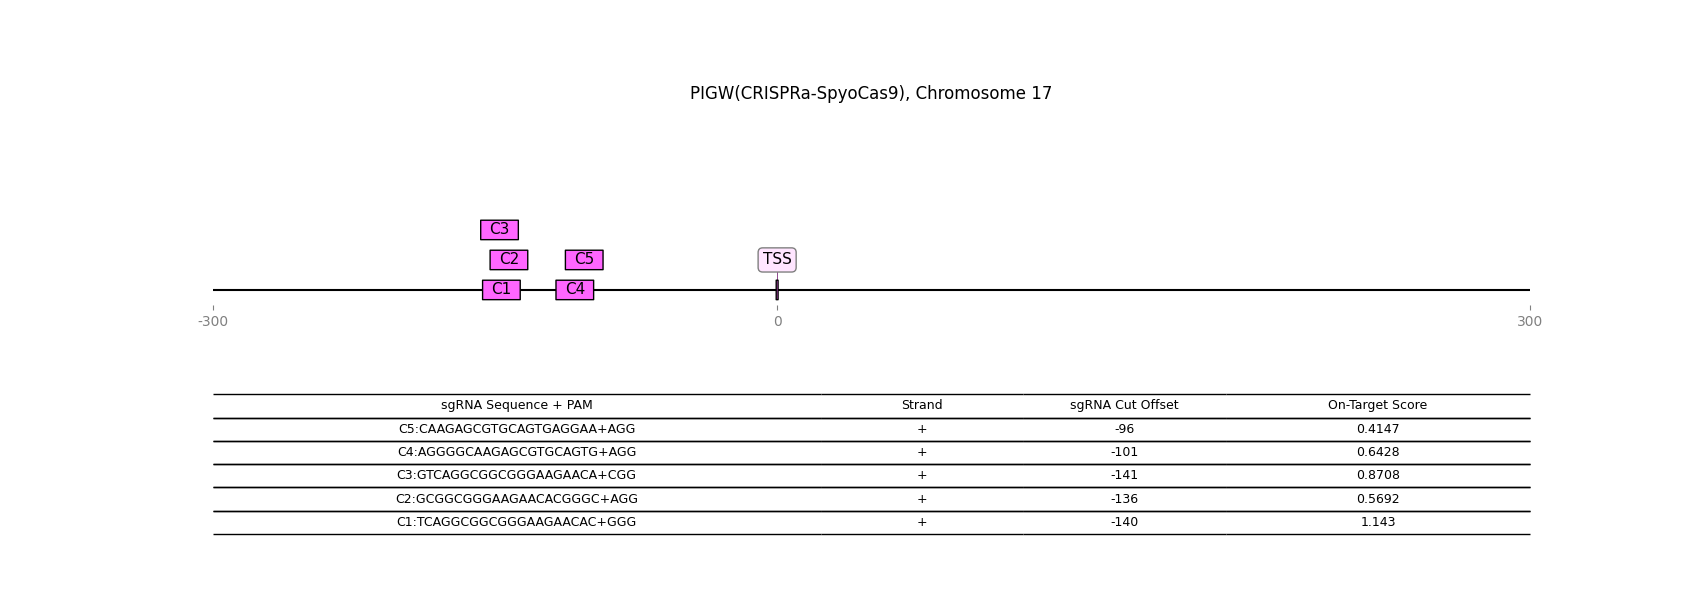 PIGW(CRISPRa-SpyoCas9), Chromosome 17
C3
C2 C5 TSS
C1 C4
-300 0 300
sgRNA Sequence + PAM Strand sgRNA Cut Offset On-Target Score
C5:CAAGAGCGTGCAGTGAGGAA+AGG + -96 0.4147
C4:AGGGGCAAGAGCGTGCAGTG+AGG + -101 0.6428
C3:GTCAGGCGGCGGGAAGAACA+CGG + -141 0.8708
C2:GCGGCGGGAAGAACACGGGC+AGG + -136 0.5692
C1:TCAGGCGGCGGGAAGAACAC+GGG + -140 1.143